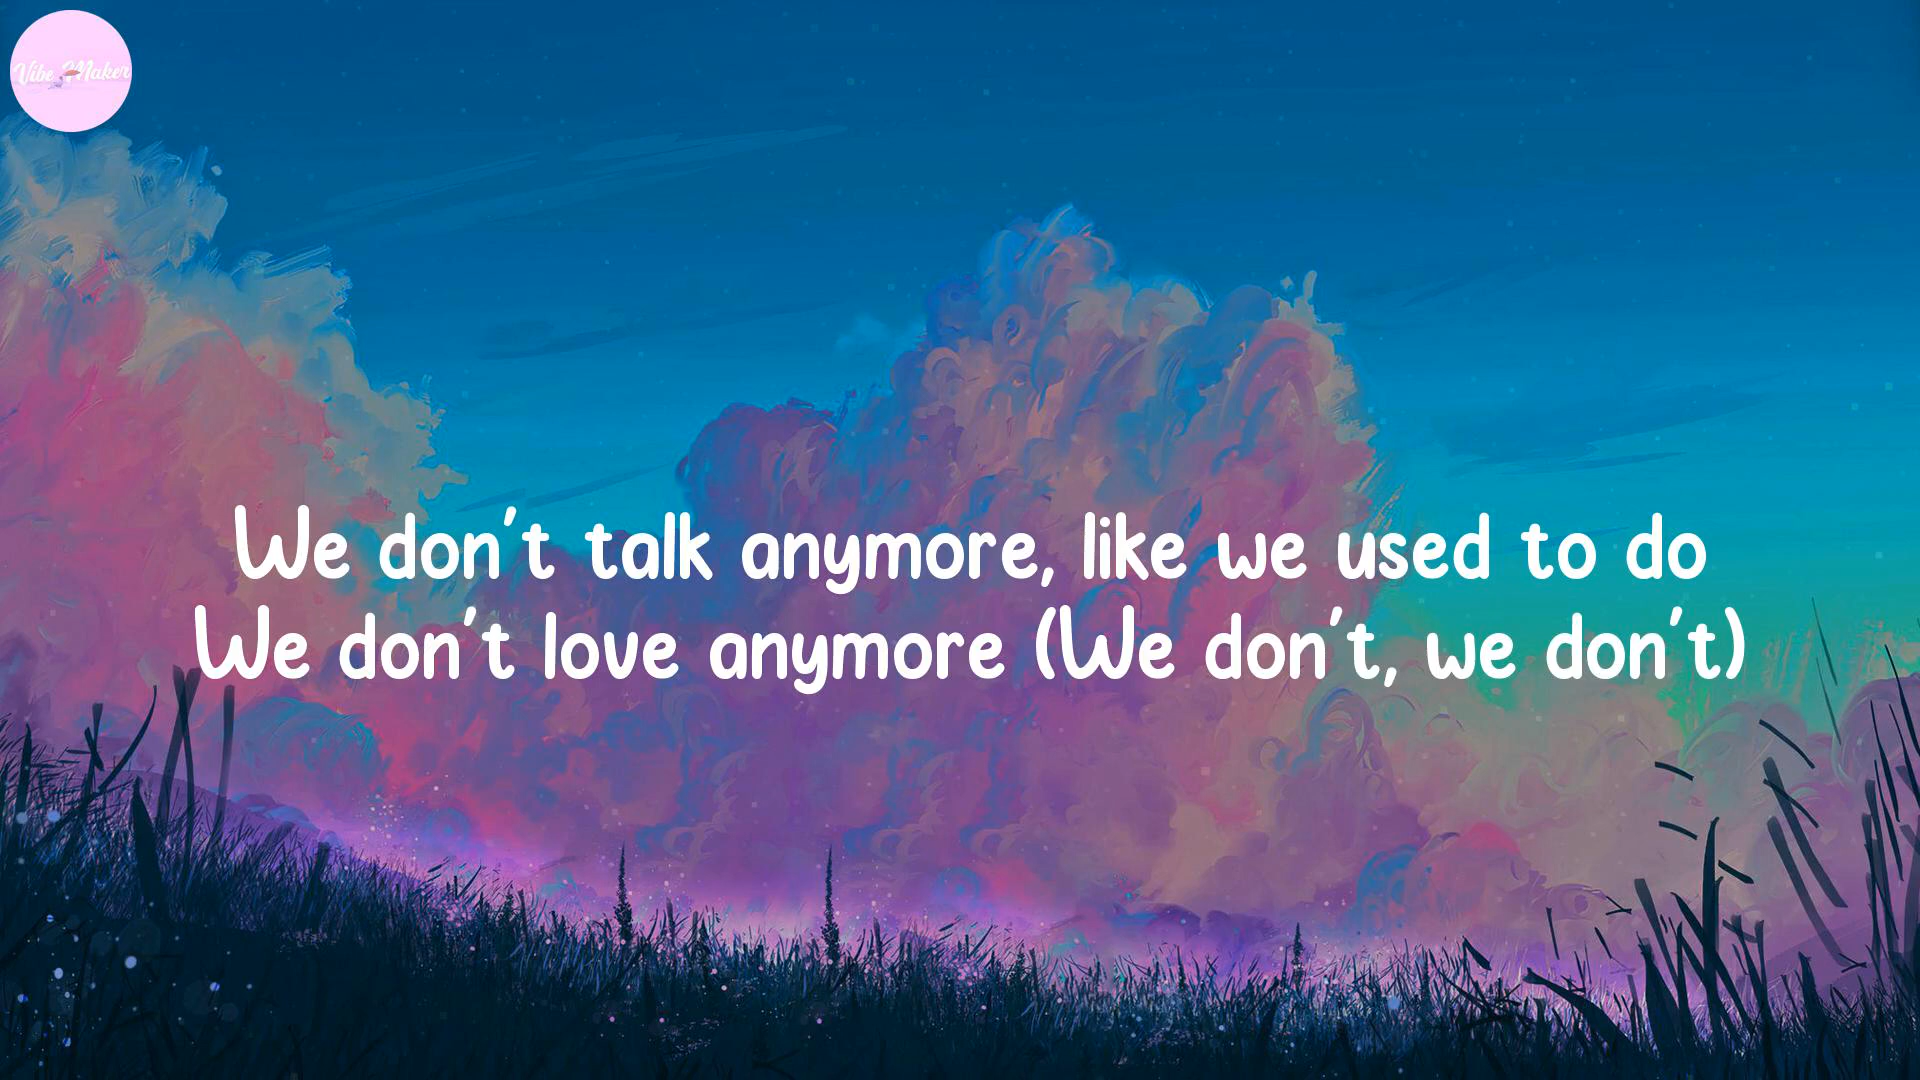 Vibe Maker
We don't talk anymore, like we used to do
We don't love anymore (We don't, we don't)